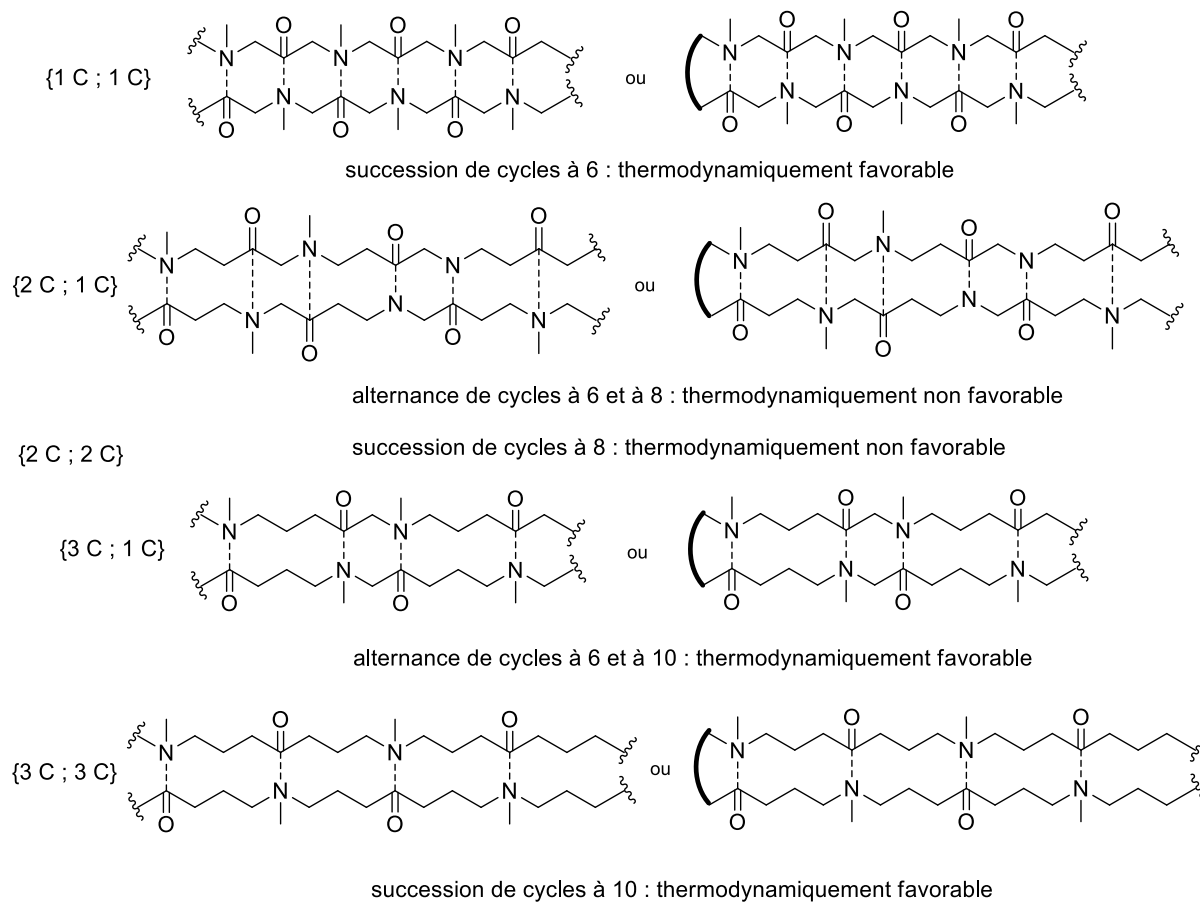 O O O O O O
N N N N N N
{1 C ; 1 C} ou
N N N N N N
O O O O O O
succession de cycles à 6 : thermodynamiquement favorable
O O O O O O
N N N N N N
{2 C ; 1 C} ou
N N N N N N
O O O O O O
alternance de cycles à 6 et à 8 : thermodynamiquement non favorable
{2 C ; 2 C} succession de cycles à 8 : thermodynamiquement non favorable
O O O O
N N N N
{3 C ; 1 C} ou
N N N N
O O O O
alternance de cycles à 6 et à 10 : thermodynamiquement favorable
O O O O
N N N N
{3 C ; 3 C} ou
N N N N
O O O O
succession de cycles à 10 : thermodynamiquement favorable